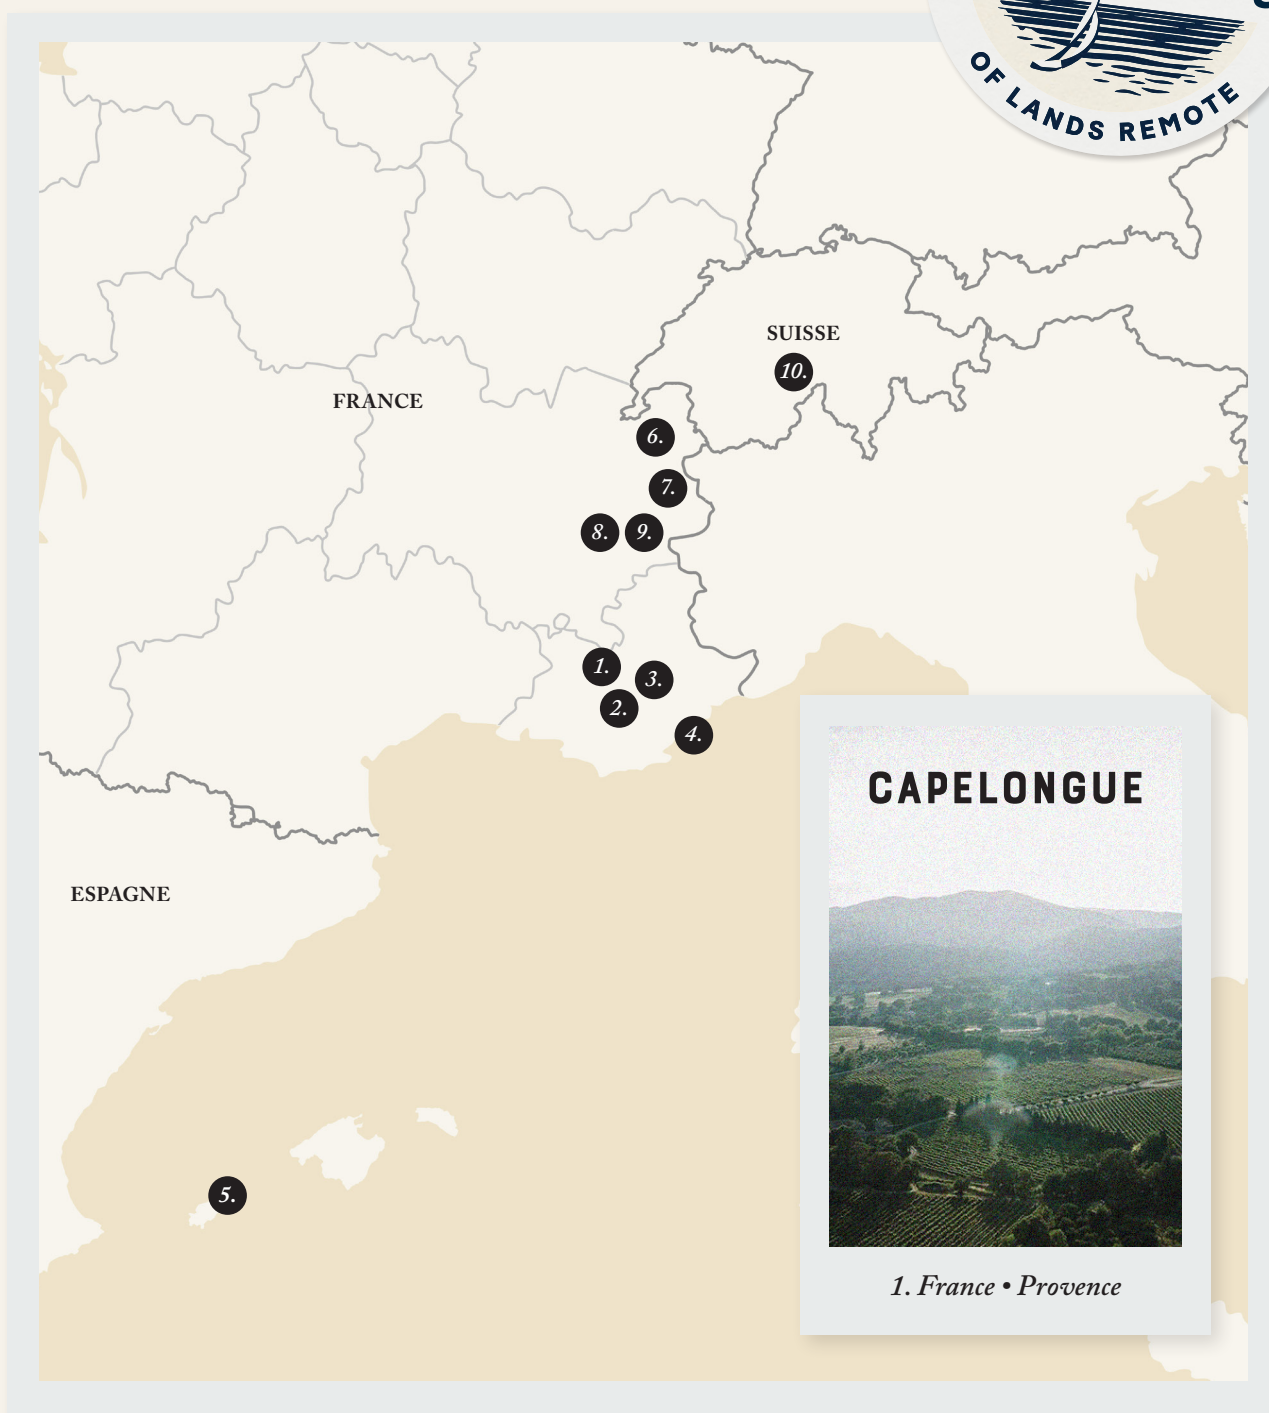 OF LANDS REMOTE
SUISSE
10.
FRANCE
6.
7.
8.
9.
1.
3.
2.
4.
CAPELONGUE
ESPAGNE
5.
1. France • Provence